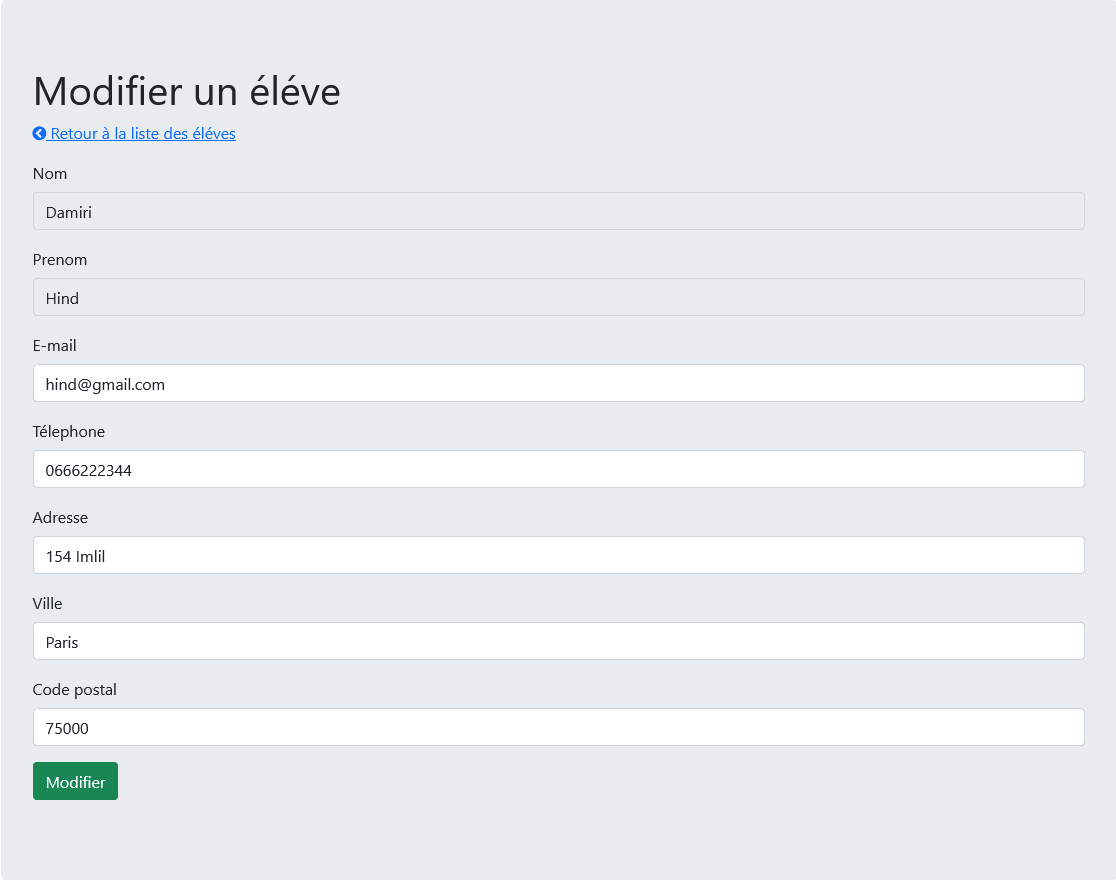 Modifier un éléve
Retour à la liste des éléves
Nom
Damiri
Prenom
Hind
E-mail
hind@gmail.com
Télephone
0666222344
Adresse
154 Imlil
Ville
Paris
Code postal
75000
Modifier